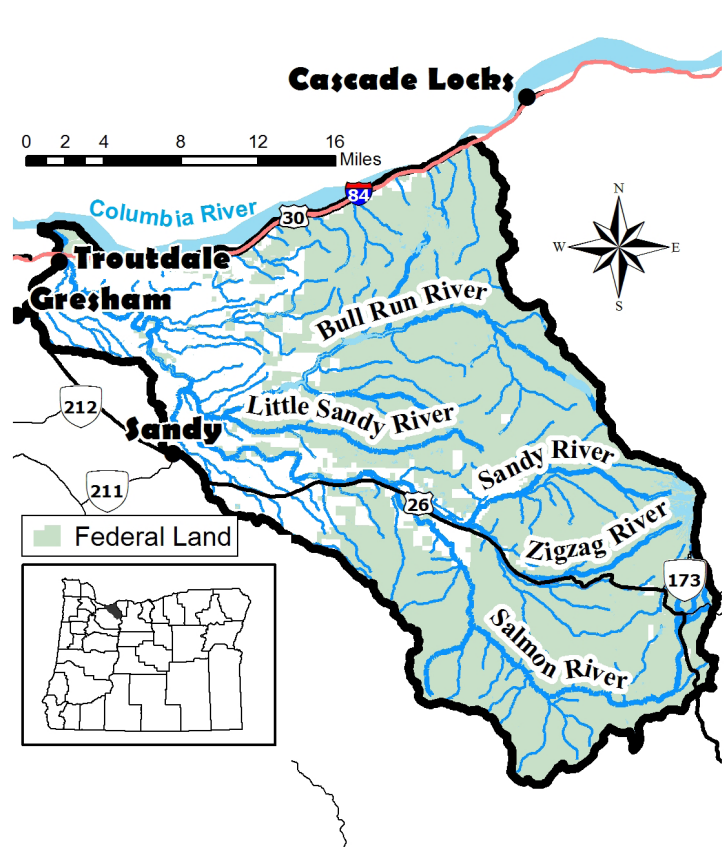 Cascade Locks
0 2 4 8 12 16
Miles
84
30
Columbia River
N
W E
S
Troutdale
Gresham
Bull Run River
212
Little Sandy River
Sandy
Sandy River
211
26
Zigzag River
Federal Land
173
Salmon River